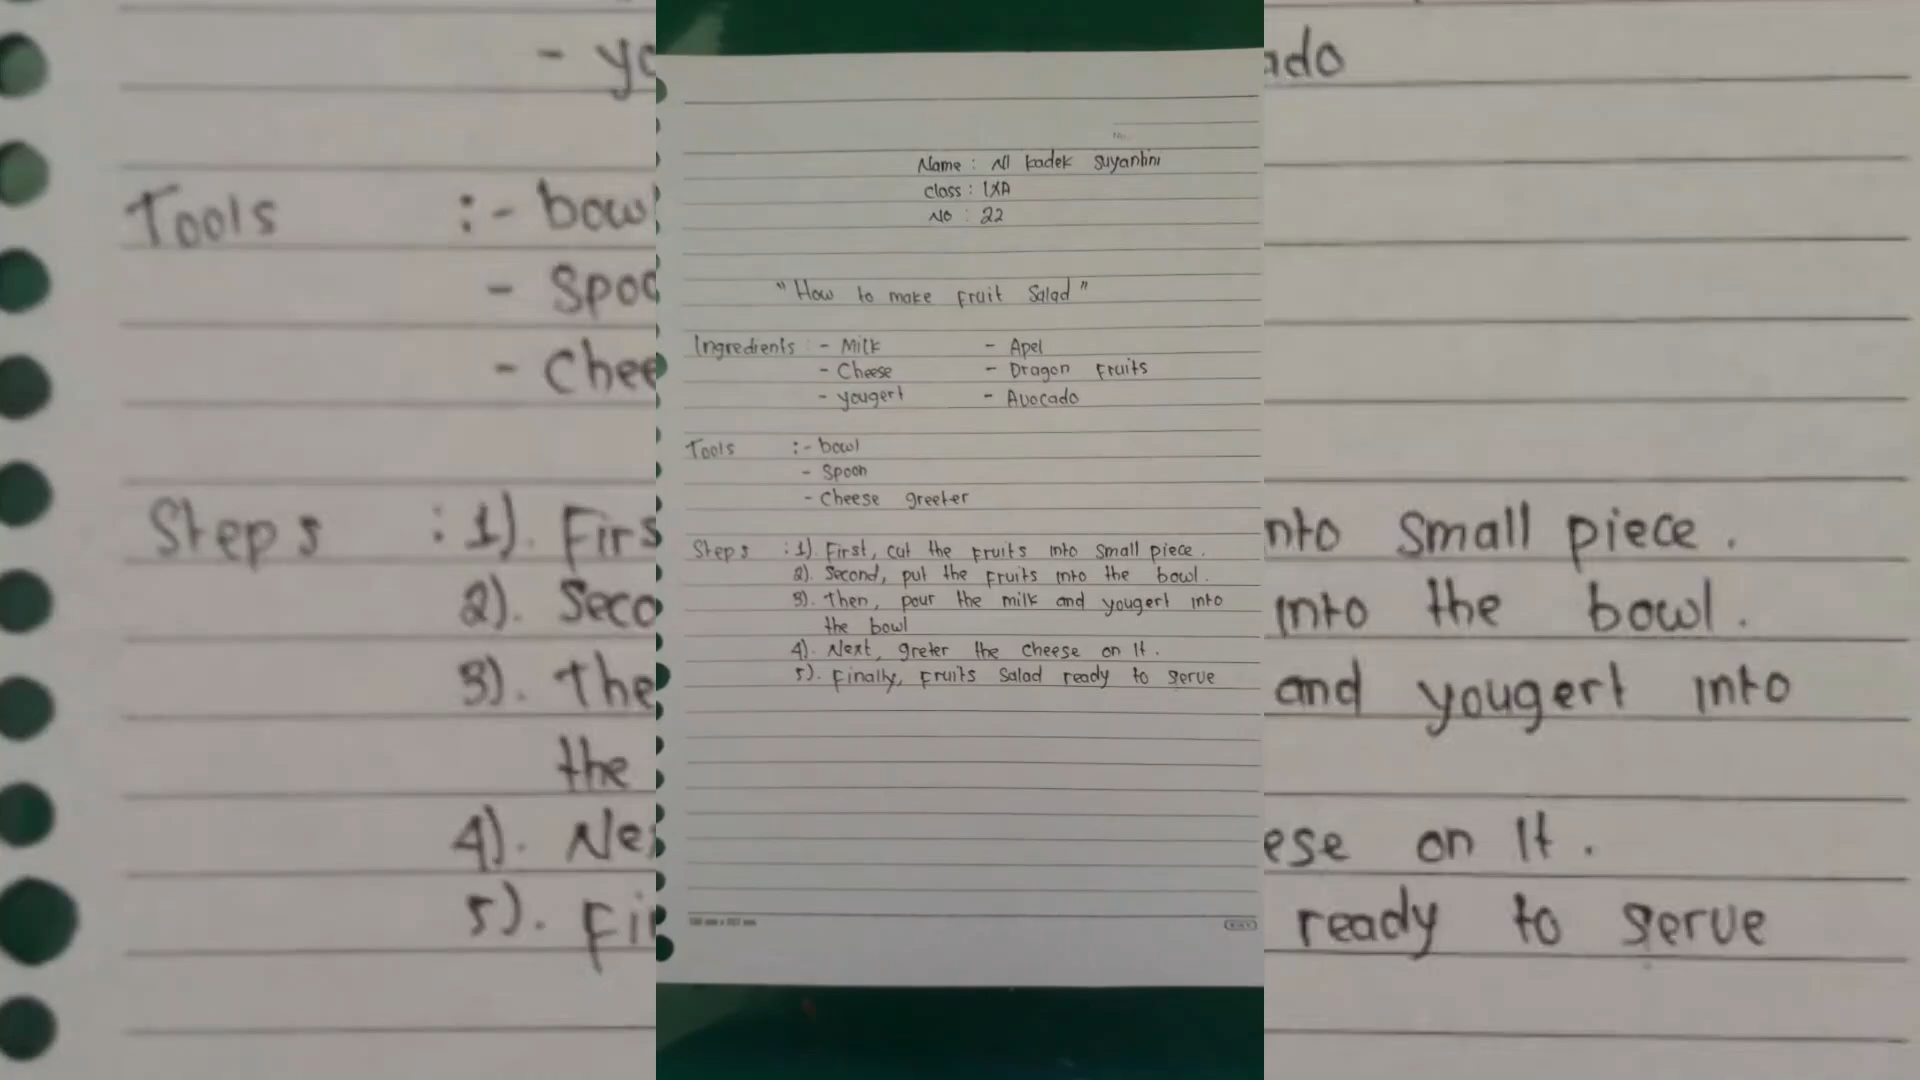 Name : Ni kadek Suyantini
Class : IXA
No : 22
"How to make Fruit Salad"
Ingredients : - Milk - Apel
- Cheese - Dragon Fruits
- yougert - Avocado
Tools : - bowl
- Spoon
- Cheese greeter
Steps : 1). First, cut the Fruits into Small piece.
2). Second, put the Fruits into the bowl.
3). Then, pour the milk and yougert into
the bowl
4). Next, greter the cheese on it.
5). Finally, Fruits Salad ready to serve